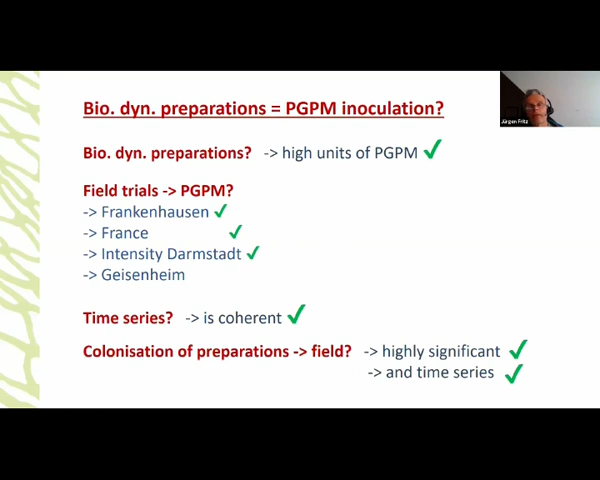 Bio. dyn. preparations = PGPM inoculation?
Jürgen Fritz
Bio. dyn. preparations? -> high units of PGPM ✓
Field trials -> PGPM?
-> Frankenhausen ✓
-> France ✓
-> Intensity Darmstadt ✓
-> Geisenheim
Time series? -> is coherent ✓
Colonisation of preparations -> field? -> highly significant ✓
-> and time series ✓